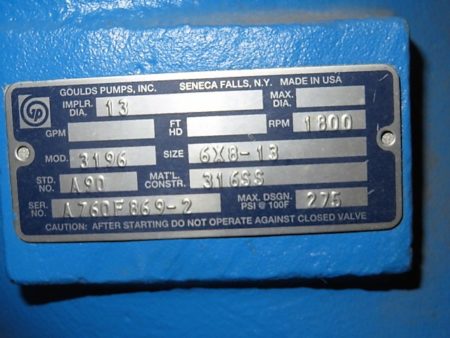 GOULDS PUMPS, INC. SENECA FALLS, N.Y. MADE IN USA
IMPLR. DIA. 13 MAX. DIA.
GPM FT HD RPM 1800
MOD. 3196 SIZE 6X8-13
STD. NO. A90 MAT'L. CONSTR. 316SS
SER. NO. A760F869-2 MAX. DSGN. PSI @ 100F 275
CAUTION: AFTER STARTING DO NOT OPERATE AGAINST CLOSED VALVE